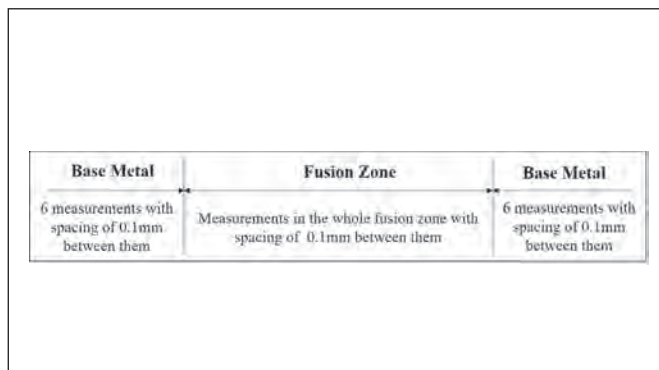 Base Metal
6 measurements with
spacing of 0.1mm
between them
Fusion Zone
Measurements in the whole fusion zone with
spacing of 0.1mm between them
Base Metal
6 measurements with
spacing of 0.1mm
between them